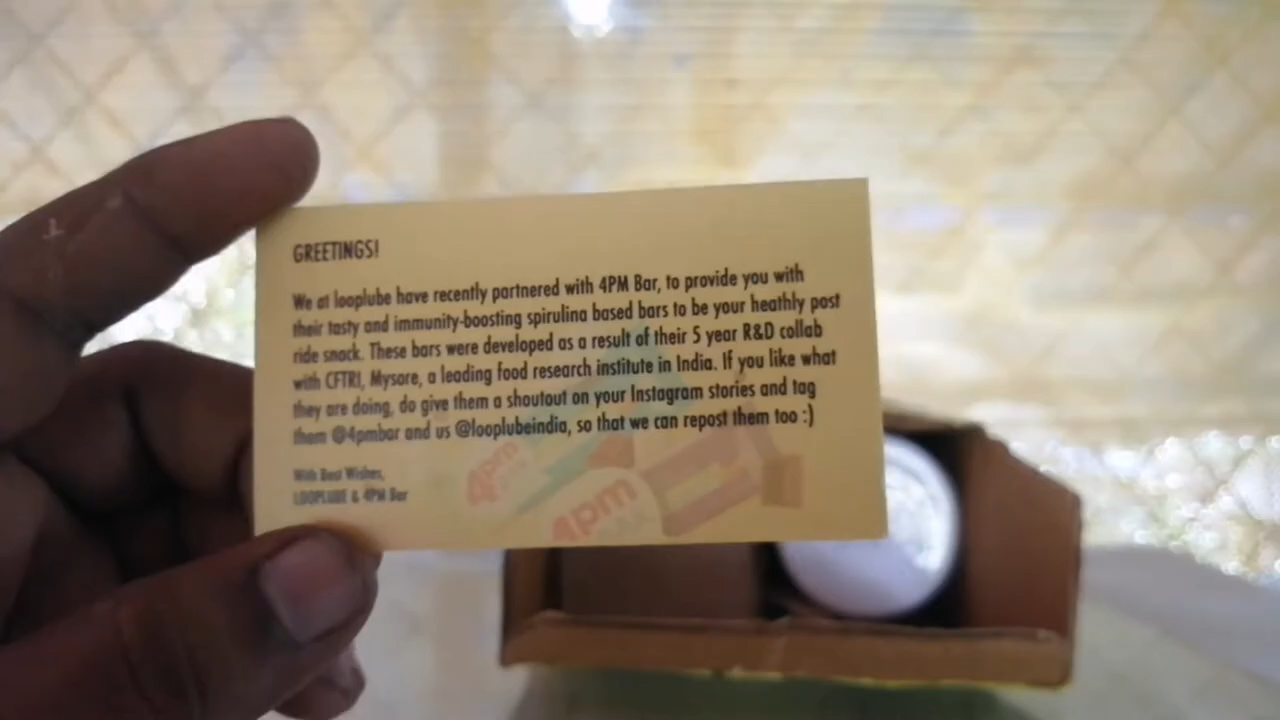 GREETINGS!
We at looplube have recently partnered with 4PM Bar, to provide you with
their tasty and immunity-boosting spirulina based bars to be your heathly post
ride snack. These bars were developed as a result of their 5 year R&D collab
with CFTRI, Mysore, a leading food research institute in India. If you like what
they are doing, do give them a shoutout on your Instagram stories and tag
them @4pmbar and us @looplubeindia, so that we can repost them too :)
With Best Wishes,
LOOPLUBE & 4PM Bar
4pm
4pm